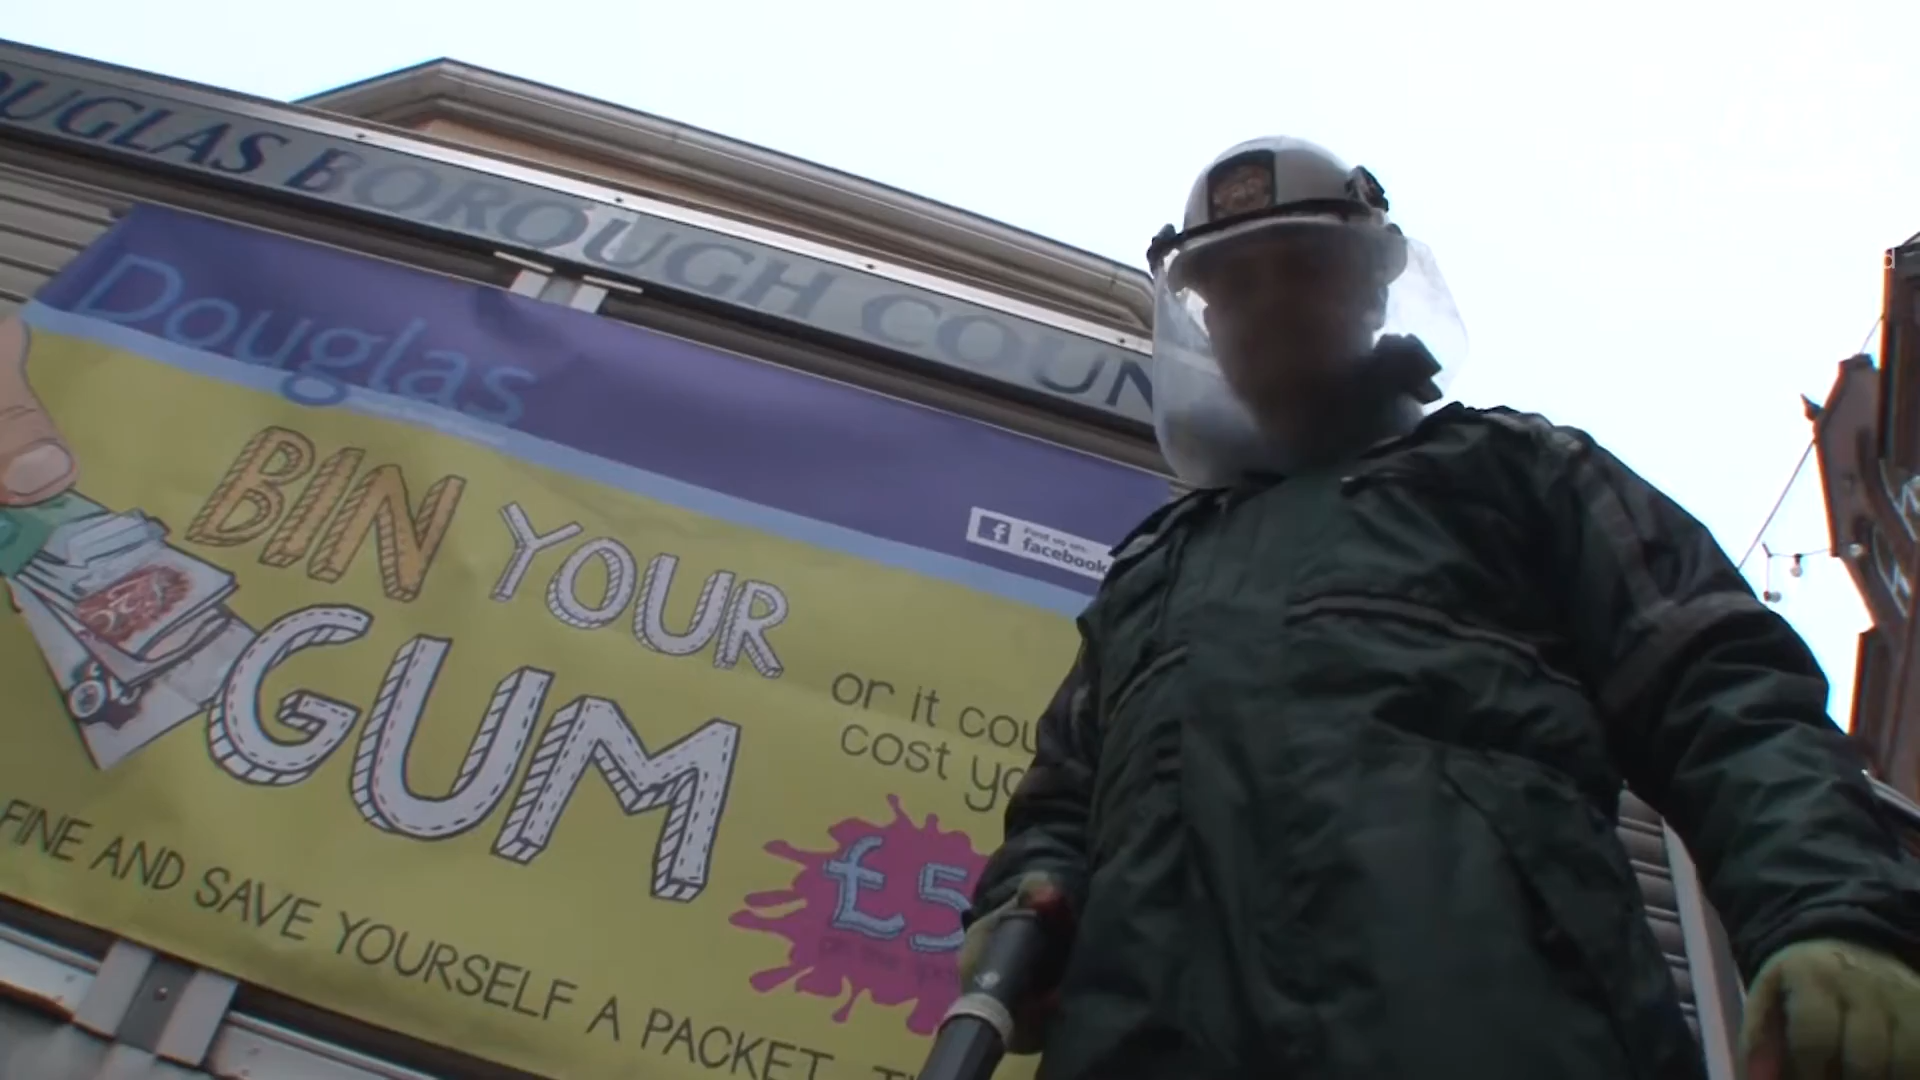 OUGLAS BOROUGH COUN
Douglas
Find us on:
facebook
BIN YOUR
GUM
or it cou
cost yo
£5
FINE AND SAVE YOURSELF A PACKET